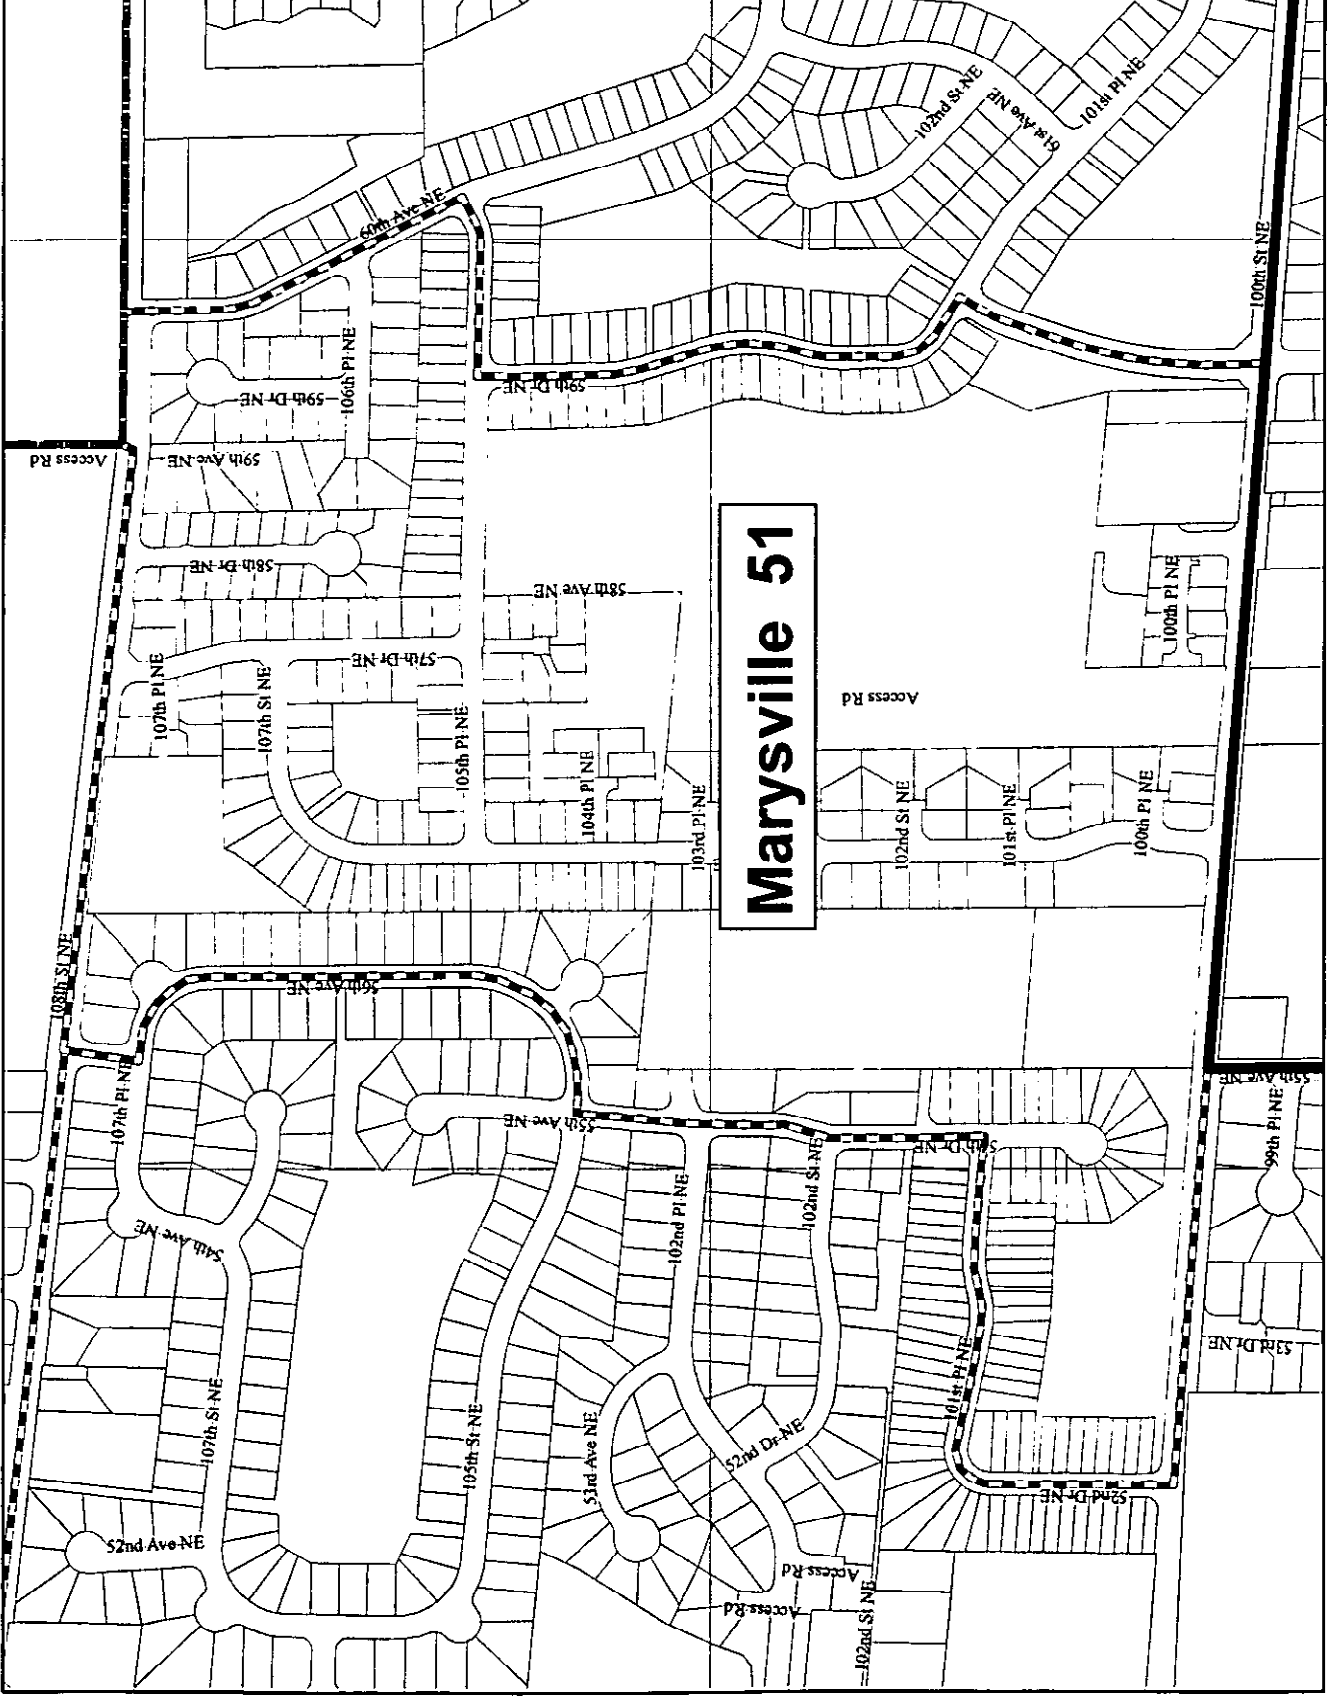 102nd St NE
61st Ave NE
101st Pl NE
60th Ave NE
100th St NE
106th Pl NE
59th Dr NE
59th Dr NE
Access Rd
59th Ave NE
58th Dr NE
58th Ave NE
Marysville 51
100th Pl NE
57th Dr NE
107th Pl NE
107th St NE
105th Pl NE
Access Rd
104th Pl NE
103rd Pl NE
102nd St NE
101st Pl NE
100th Pl NE
108th St NE
56th Ave NE
107th Pl NE
55th Ave NE
55th Ave NE
99th Pl NE
54th Dr NE
102nd St NE
102nd Pl NE
54th Ave NE
53rd Dr NE
101st Pl NE
107th St NE
105th St NE
53rd Ave NE
52nd Dr NE
52nd Dr NE
52nd Ave NE
Access Rd
Access Rd
102nd St NE